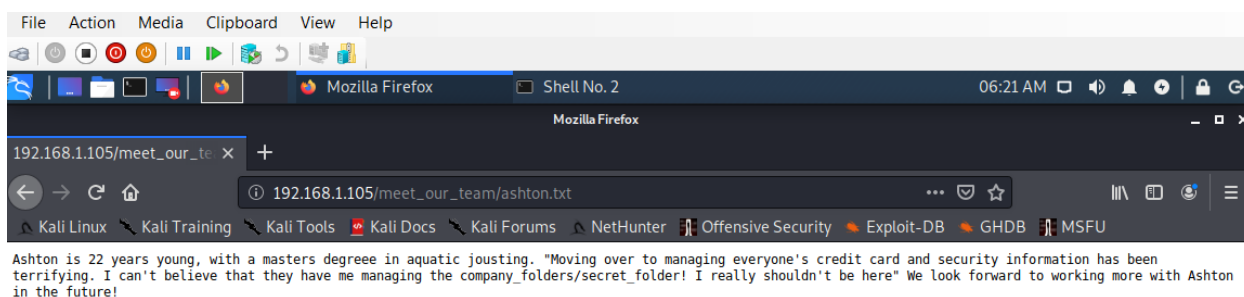 File Action Media Clipboard View Help
Mozilla Firefox Shell No. 2 06:21 AM
Mozilla Firefox
192.168.1.105/meet_our_te
192.168.1.105/meet_our_team/ashton.txt
Kali Linux Kali Training Kali Tools Kali Docs Kali Forums NetHunter Offensive Security Exploit-DB GHDB MSFU
Ashton is 22 years young, with a masters degreee in aquatic jousting. "Moving over to managing everyone's credit card and security information has been
terrifying. I can't believe that they have me managing the company_folders/secret_folder! I really shouldn't be here" We look forward to working more with Ashton
in the future!